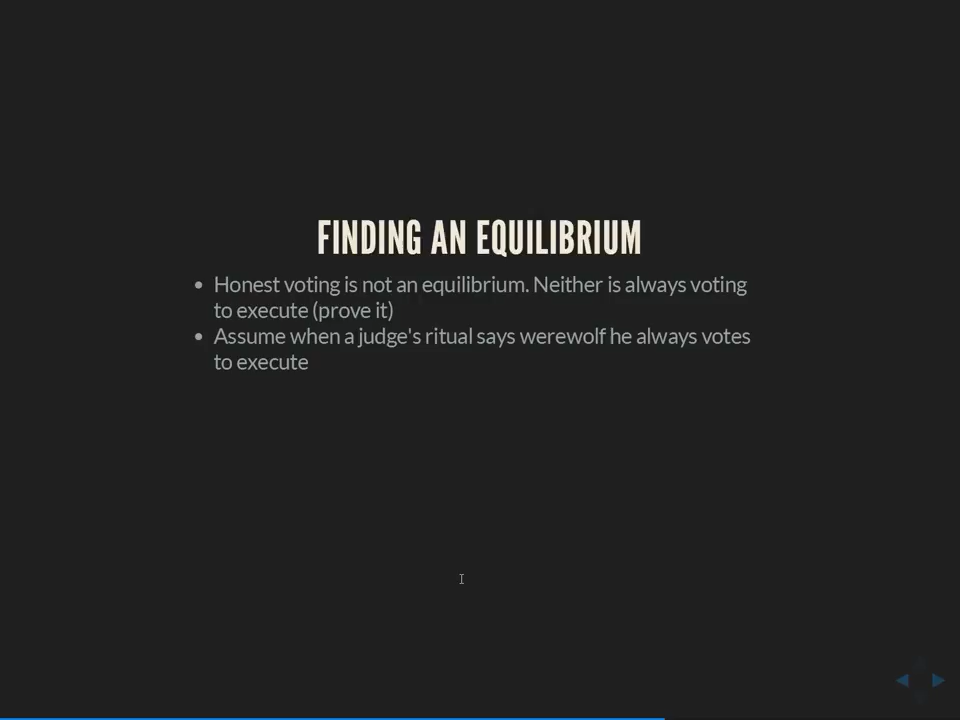 FINDING AN EQUILIBRIUM
• Honest voting is not an equilibrium. Neither is always voting
to execute (prove it)
• Assume when a judge's ritual says werewolf he always votes
to execute